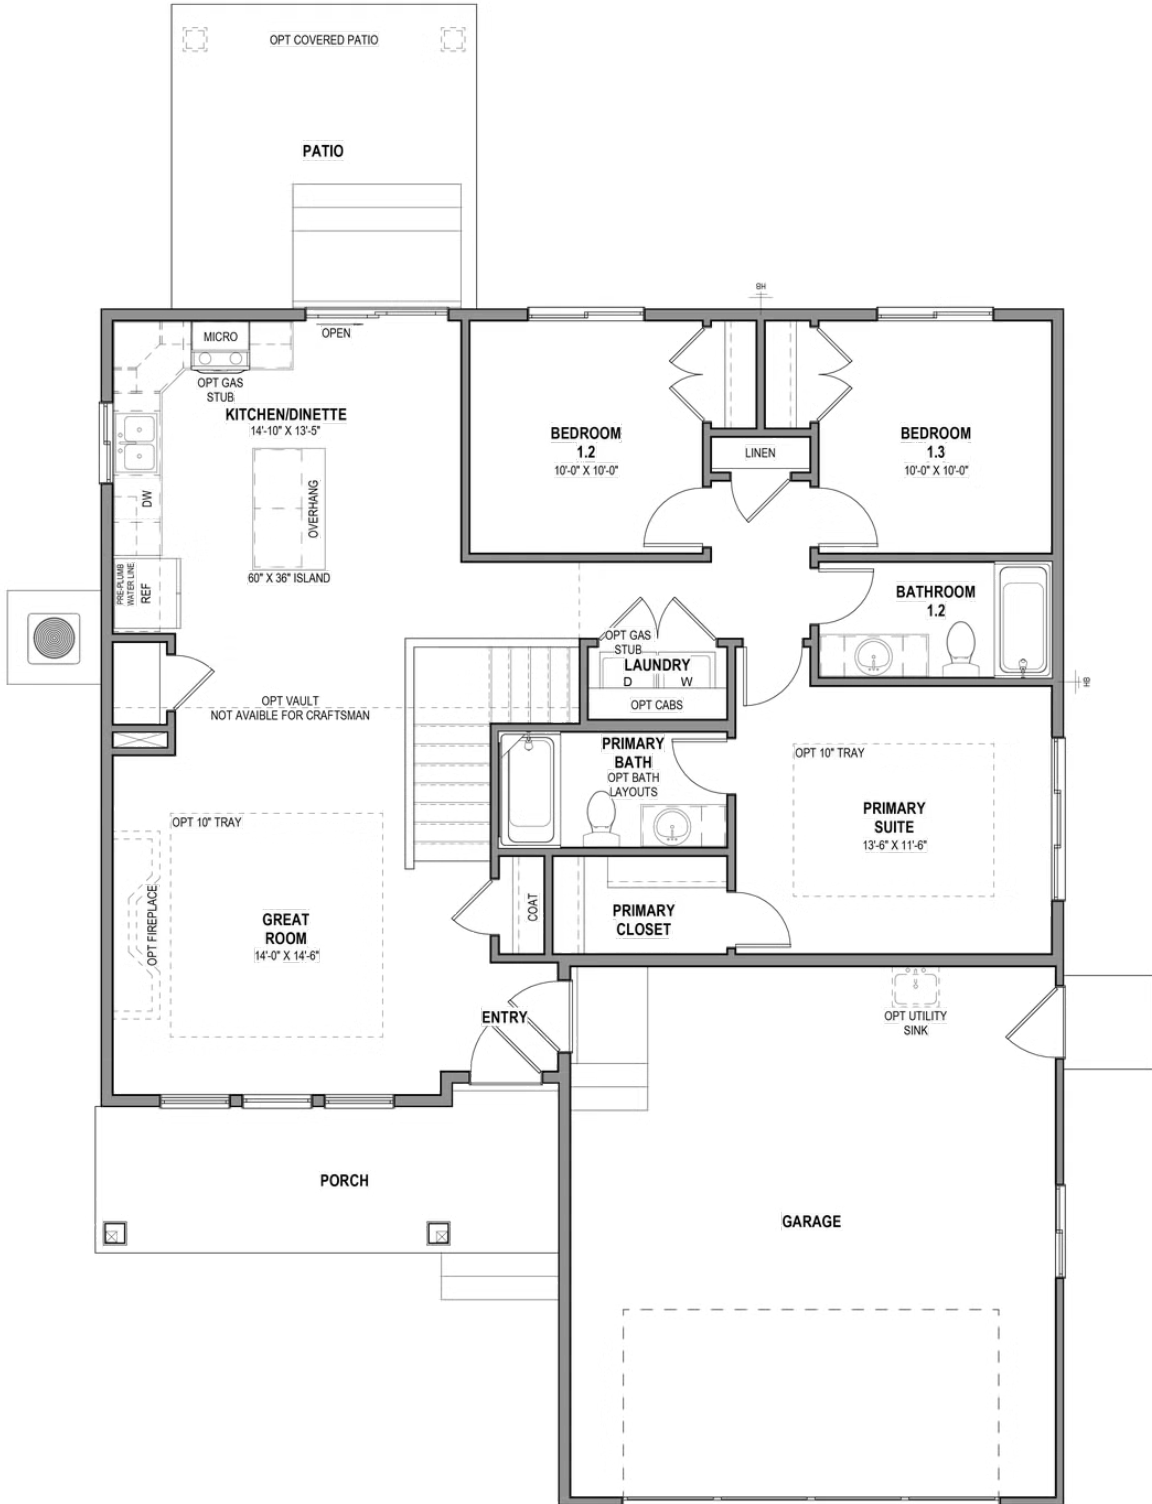 OPT COVERED PATIO
PATIO
HB
MICRO
OPEN
OPT GAS
STUB
KITCHEN/DINETTE
14'-10" X 13'-5"
BEDROOM
1.2
10'-0" X 10'-0"
LINEN
BEDROOM
1.3
10'-0" X 10'-0"
DW
OVERHANG
60" X 36" ISLAND
PRE-PLUMB
WATER LINE
REF
BATHROOM
1.2
OPT GAS
STUB
LAUNDRY
D W
OPT CABS
HB
OPT VAULT
NOT AVAIBLE FOR CRAFTSMAN
PRIMARY
BATH
OPT BATH
LAYOUTS
OPT 10" TRAY
PRIMARY
SUITE
13'-6" X 11'-6"
OPT 10" TRAY
OPT FIREPLACE
GREAT
ROOM
14'-0" X 14'-6"
COAT
PRIMARY
CLOSET
ENTRY
OPT UTILITY
SINK
PORCH
GARAGE